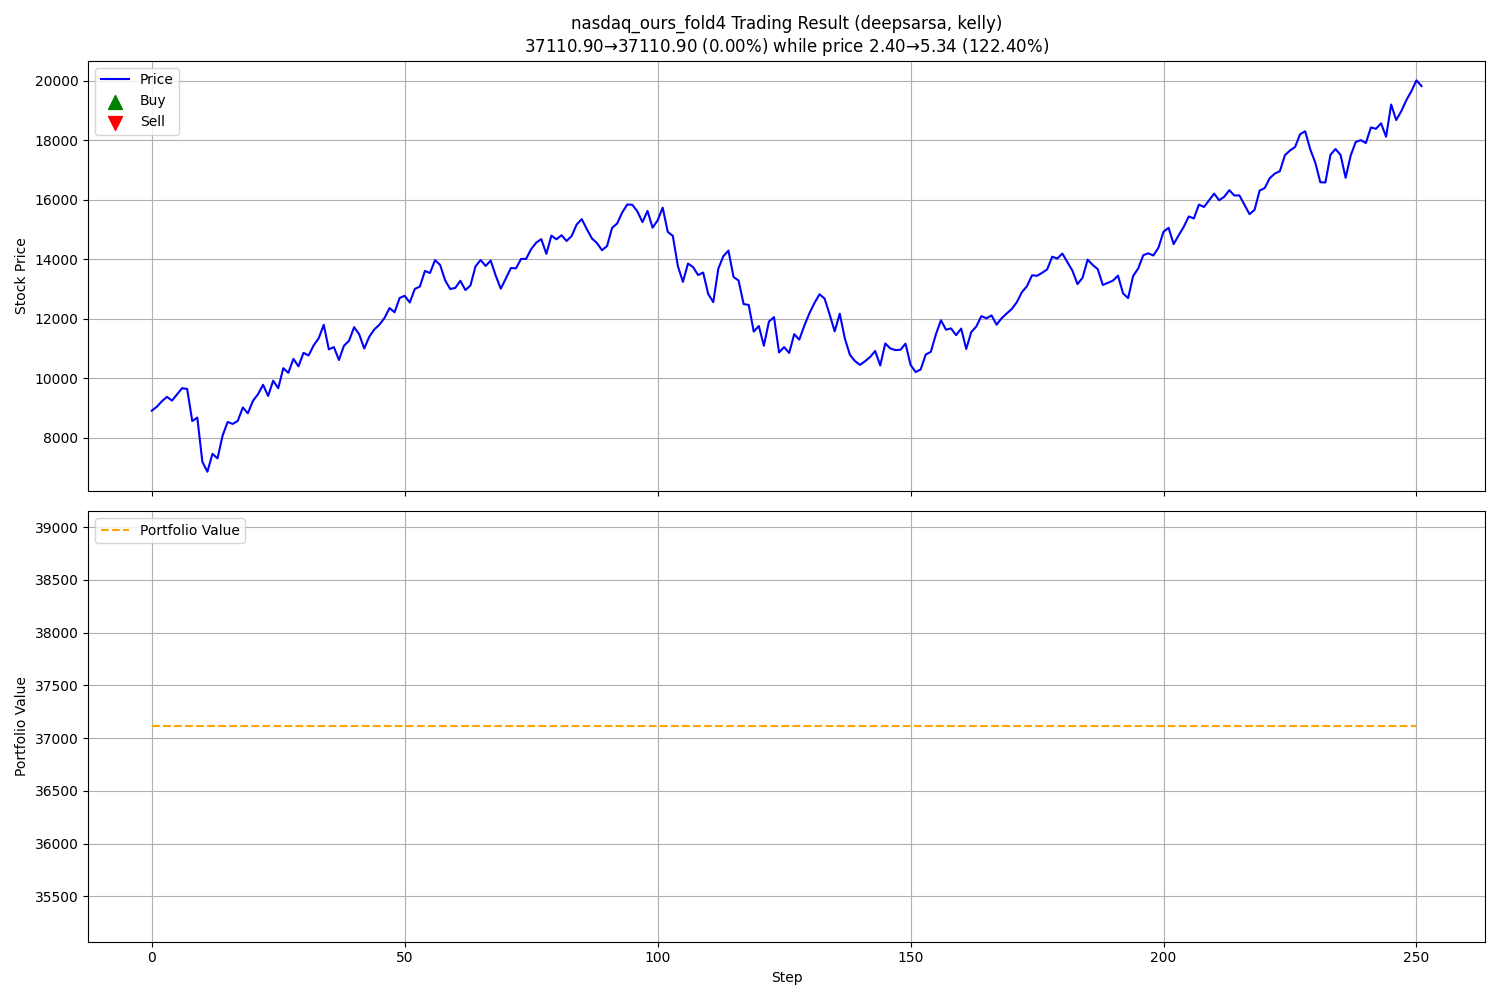 nasdaq_ours_fold4 Trading Result (deepsarsa, kelly)
37110.90→37110.90 (0.00%) while price 2.40→5.34 (122.40%)
Price
Buy
Sell
20000
18000
16000
14000
12000
10000
8000
Stock Price
Portfolio Value
39000
38500
38000
37500
37000
36500
36000
35500
Portfolio Value
0 50 100 150 200 250
Step